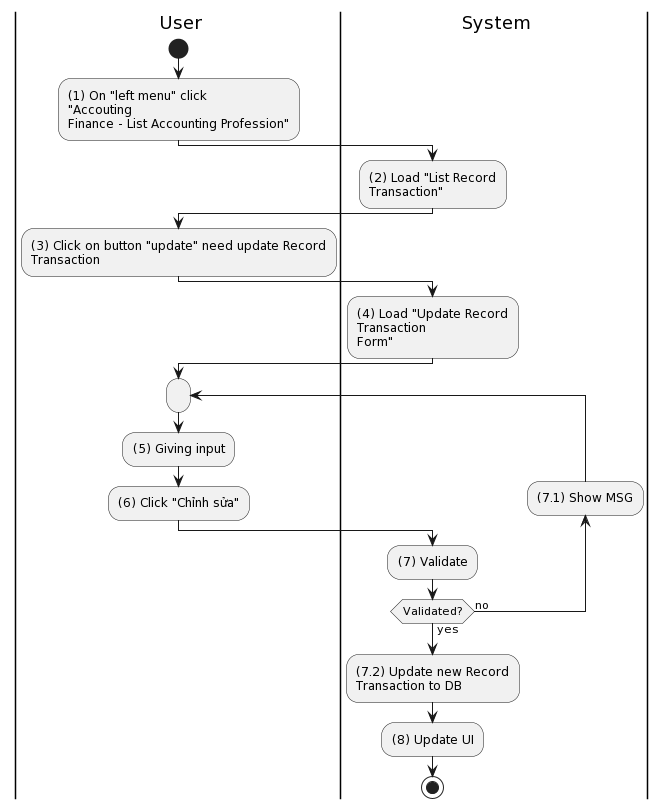 User
System
(1) On "left menu" click
"Accouting
Finance - List Accounting Profession"
(2) Load "List Record
Transaction"
(3) Click on button "update" need update Record
Transaction
(4) Load "Update Record
Transaction
Form"
(5) Giving input
(6) Click "Chỉnh sửa"
(7.1) Show MSG
(7) Validate
Validated?
no
yes
(7.2) Update new Record
Transaction to DB
(8) Update UI